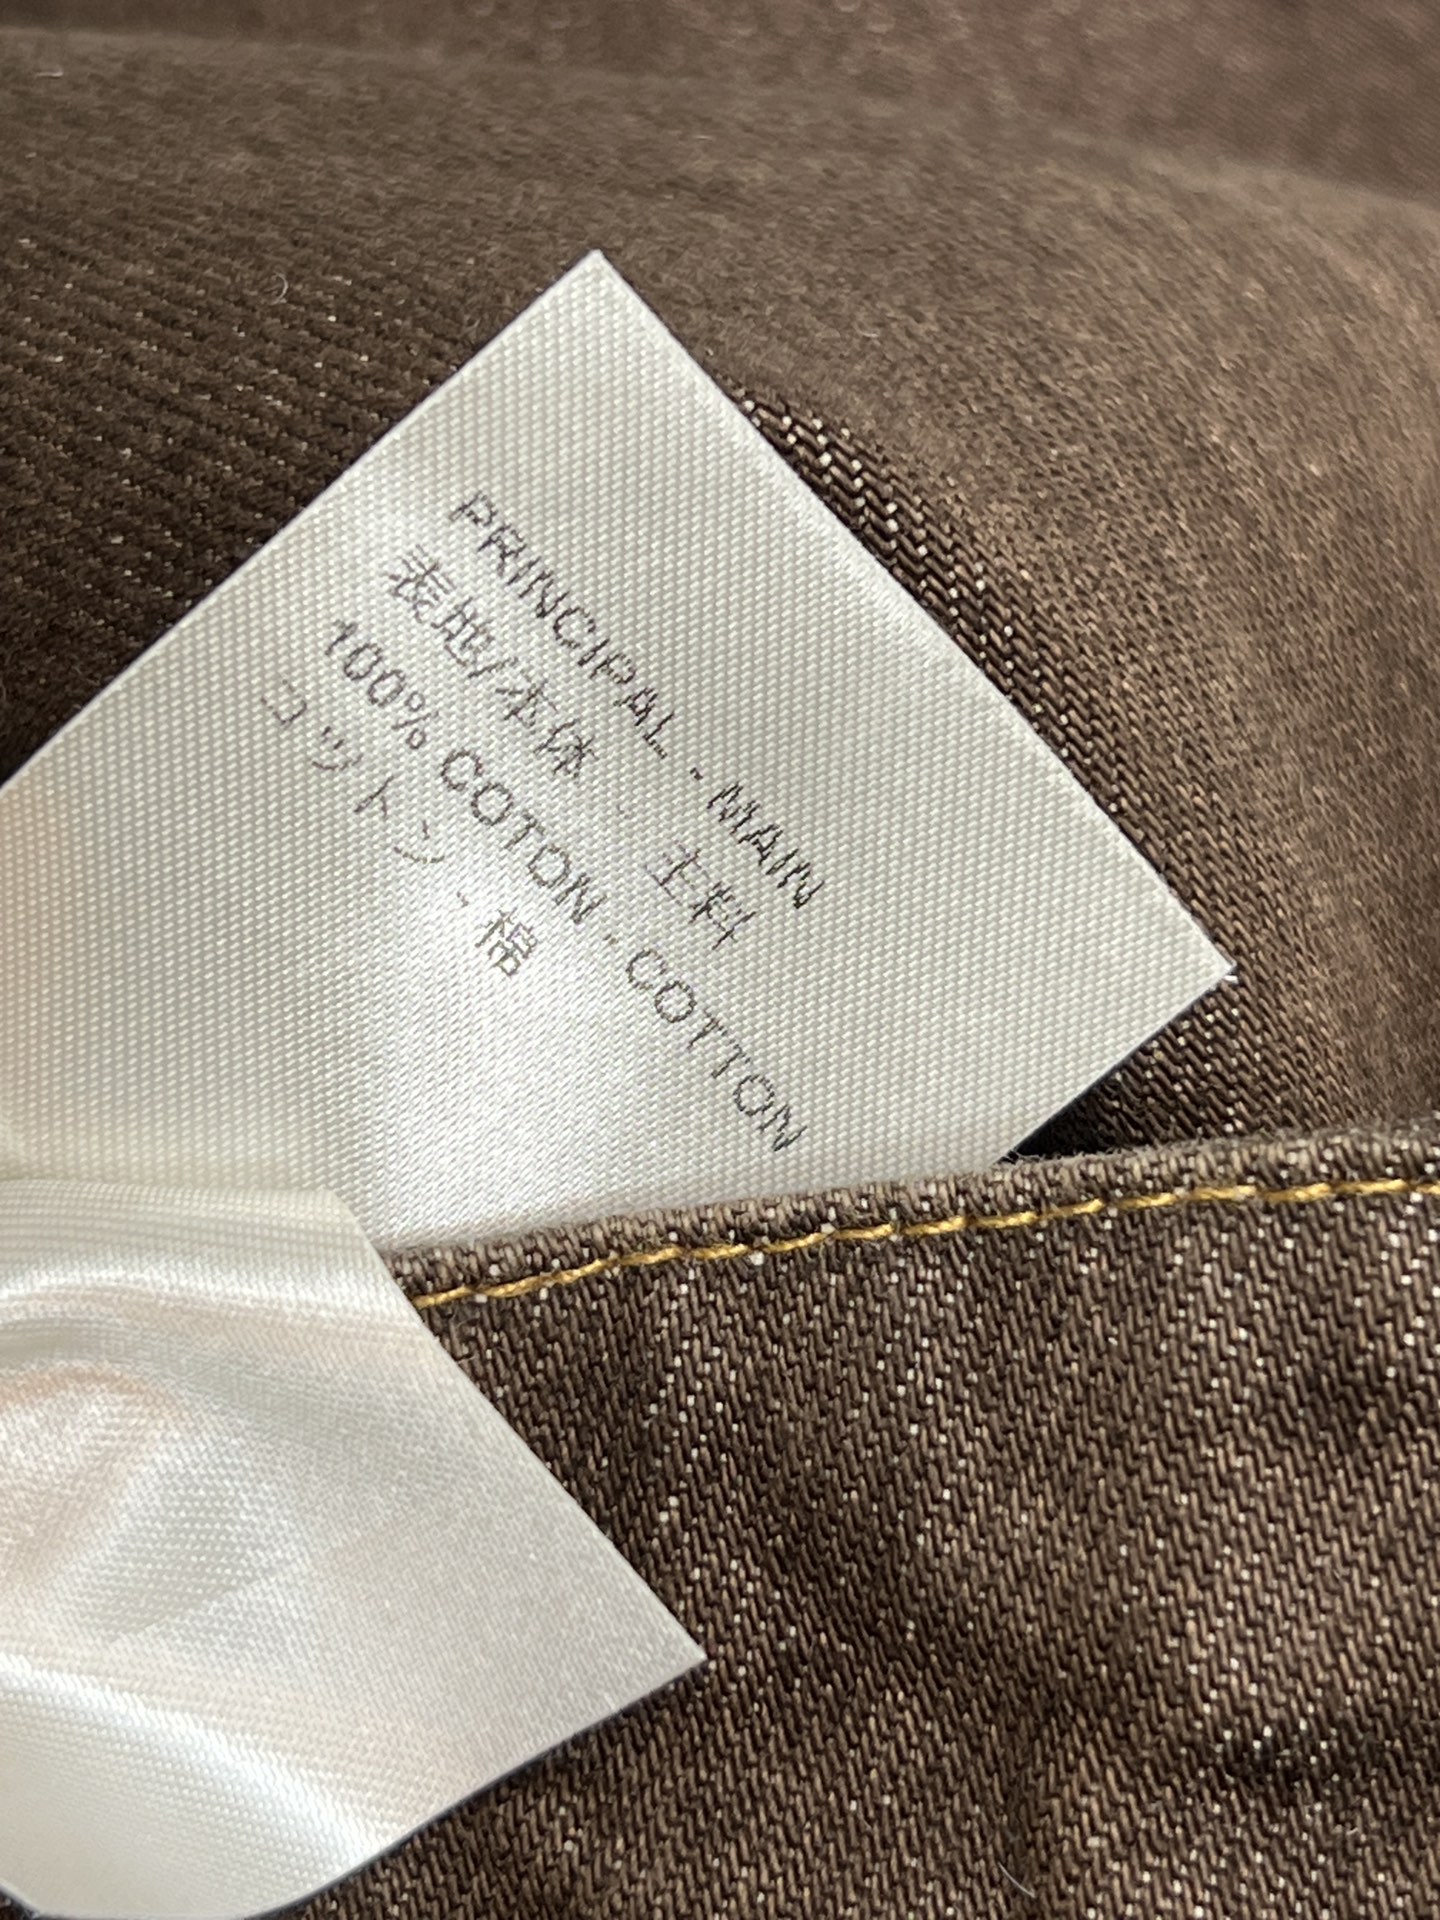 PRINCIPAL - MAIN
表地/本体 - 主料
100% COTON - COTTON
コットン - 棉